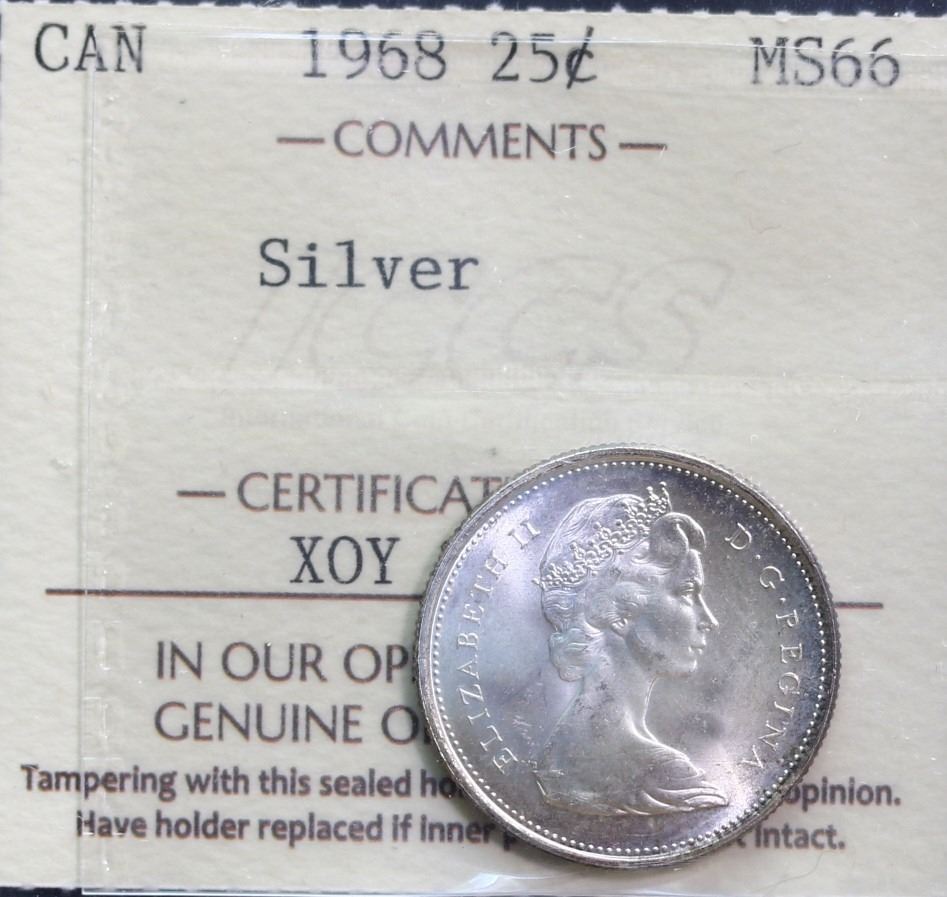 CAN 1968 25¢ MS66
— COMMENTS —
Silver
ICCS
— CERTIFICAT
XOY
IN OUR OP
GENUINE O
Tampering with this sealed ho opinion.
Have holder replaced if inner p t intact.
ELIZABETH II D·G·REGINA